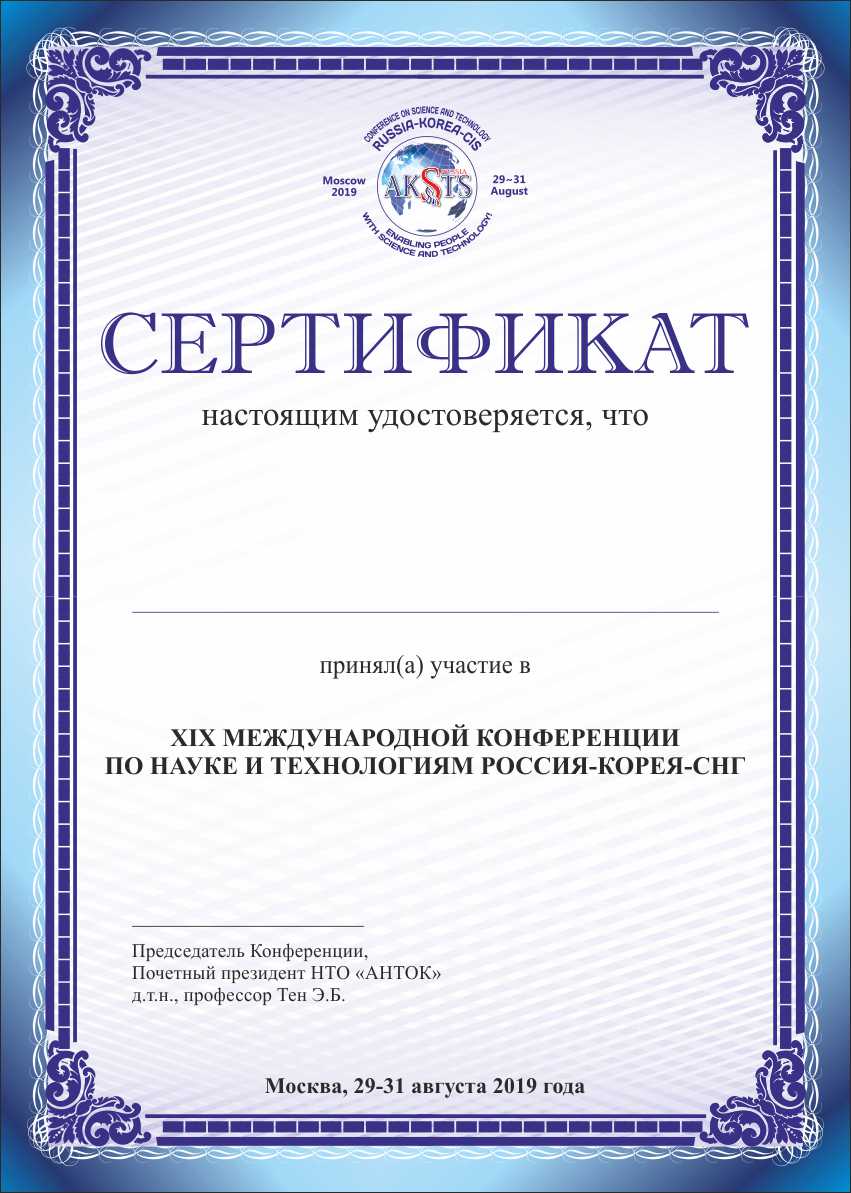 CONFERENCE ON SCIENCE AND TECHNOLOGY
RUSSIA-KOREA-CIS
Moscow
2019
RUSSIA
AKSTS
29~31
August
ENABLING PEOPLE
WITH SCIENCE AND TECHNOLOGY!
СЕРТИФИКАТ
настоящим удостоверяется, что
принял(а) участие в
XIX МЕЖДУНАРОДНОЙ КОНФЕРЕНЦИИ
ПО НАУКЕ И ТЕХНОЛОГИЯМ РОССИЯ-КОРЕЯ-СНГ
Председатель Конференции,
Почетный президент НТО «АНТОК»
д.т.н., профессор Тен Э.Б.
Москва, 29-31 августа 2019 года